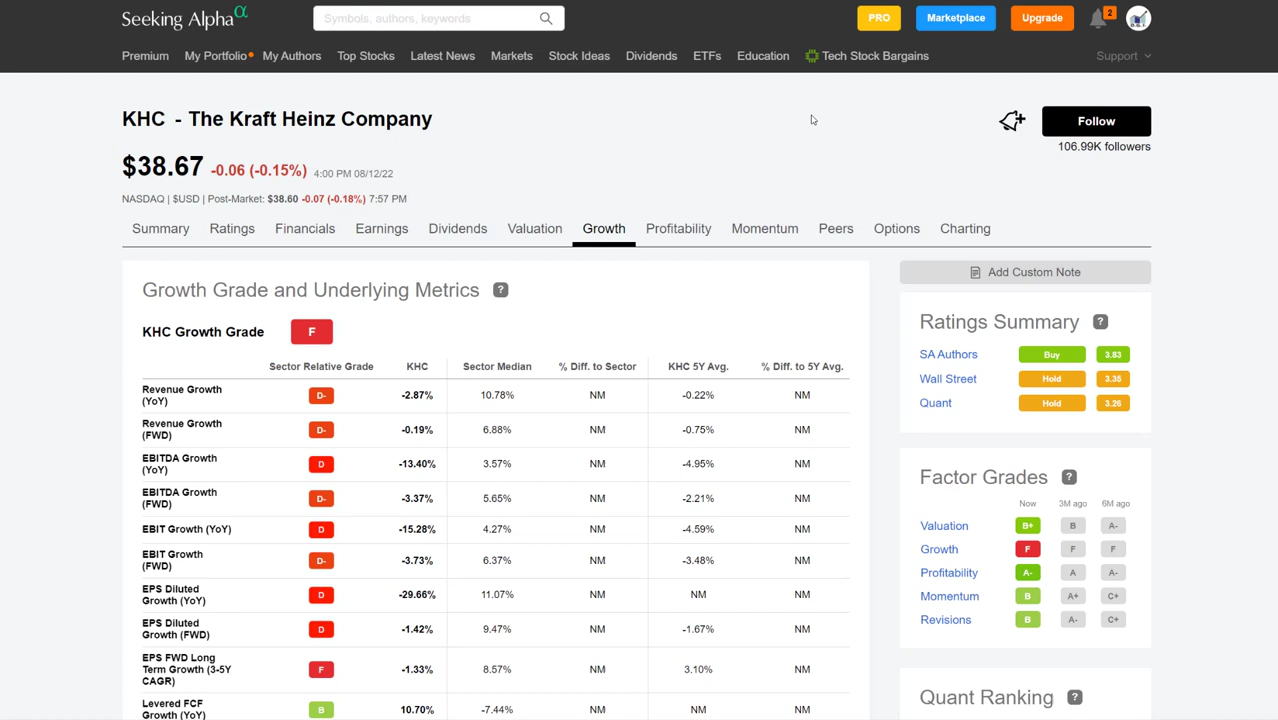 Seeking Alpha α
Symbols, authors, keywords
PRO Marketplace Upgrade 2
Premium My Portfolio My Authors Top Stocks Latest News Markets Stock Ideas Dividends ETFs Education Tech Stock Bargains Support
KHC - The Kraft Heinz Company
Follow
106.99K followers
$38.67 -0.06 (-0.15%) 4:00 PM 08/12/22
NASDAQ | $USD | Post-Market: $38.60 -0.07 (-0.18%) 7:57 PM
Summary Ratings Financials Earnings Dividends Valuation Growth Profitability Momentum Peers Options Charting
Growth Grade and Underlying Metrics ?
KHC Growth Grade F
Sector Relative Grade KHC Sector Median % Diff. to Sector KHC 5Y Avg. % Diff. to 5Y Avg.
Revenue Growth
(YoY) D- -2.87% 10.78% NM -0.22% NM
Revenue Growth
(FWD) D- -0.19% 6.88% NM -0.75% NM
EBITDA Growth
(YoY) D -13.40% 3.57% NM -4.95% NM
EBITDA Growth
(FWD) D- -3.37% 5.65% NM -2.21% NM
EBIT Growth (YoY) D -15.28% 4.27% NM -4.59% NM
EBIT Growth
(FWD) D- -3.73% 6.37% NM -3.48% NM
EPS Diluted
Growth (YoY) D -29.66% 11.07% NM NM NM
EPS Diluted
Growth (FWD) D -1.42% 9.47% NM -1.67% NM
EPS FWD Long
Term Growth (3-5Y
CAGR) F -1.33% 8.57% NM 3.10% NM
Levered FCF
Growth (YoY) B 10.70% -7.44% NM NM NM
Add Custom Note
Ratings Summary ?
SA Authors Buy 3.83
Wall Street Hold 3.35
Quant Hold 3.26
Factor Grades ?
Now 3M ago 6M ago
Valuation B+ B A-
Growth F F F
Profitability A- A A-
Momentum B A+ C+
Revisions B A- C+
Quant Ranking ?